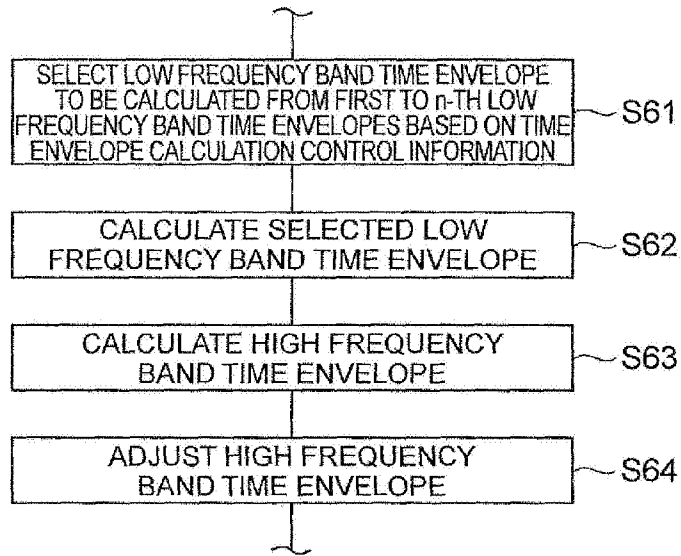 SELECT LOW FREQUENCY BAND TIME ENVELOPE
TO BE CALCULATED FROM FIRST TO n-TH LOW
FREQUENCY BAND TIME ENVELOPES BASED ON TIME
ENVELOPE CALCULATION CONTROL INFORMATION
S61
CALCULATE SELECTED LOW
FREQUENCY BAND TIME ENVELOPE
S62
CALCULATE HIGH FREQUENCY
BAND TIME ENVELOPE
S63
ADJUST HIGH FREQUENCY
BAND TIME ENVELOPE
S64